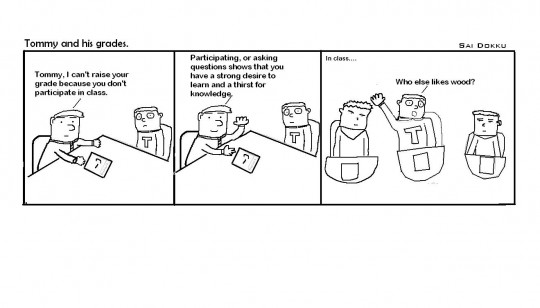 Tommy and his grades.
SAI DOKKU
Tommy, I can't raise your
grade because you don't
participate in class.
Participating, or asking
questions shows that you
have a strong desire to
learn and a thirst for
knowledge.
In class....
Who else likes wood?
T
T
T